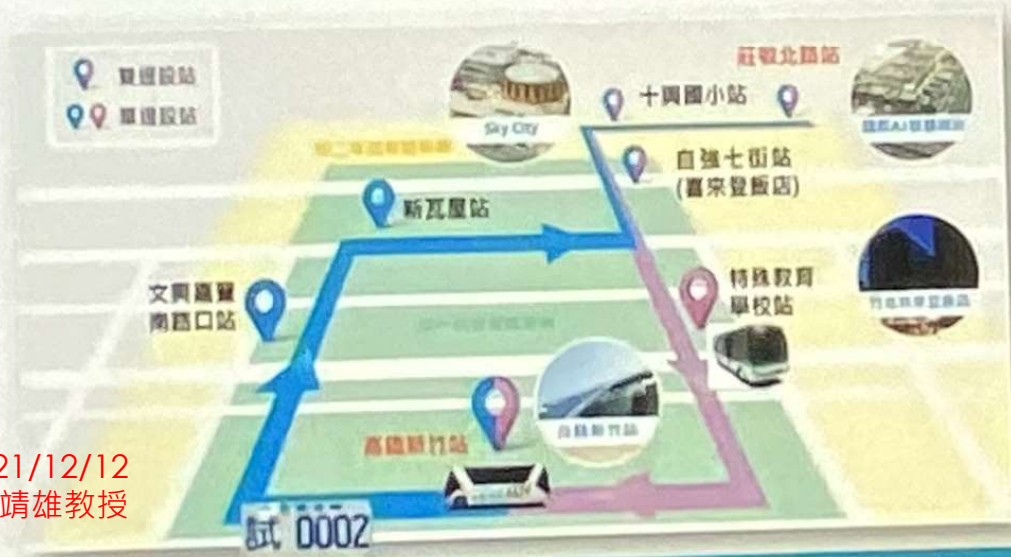 雙邊設站
單邊設站
Sky City
莊敬北路站
十興國小站
自強七街站
(喜來登飯店)
新瓦屋站
文興嘉豐
南路口站
特殊教育
學校站
高鐵新竹站
高鐵新竹站
試 0002
21/12/12
靖雄教授